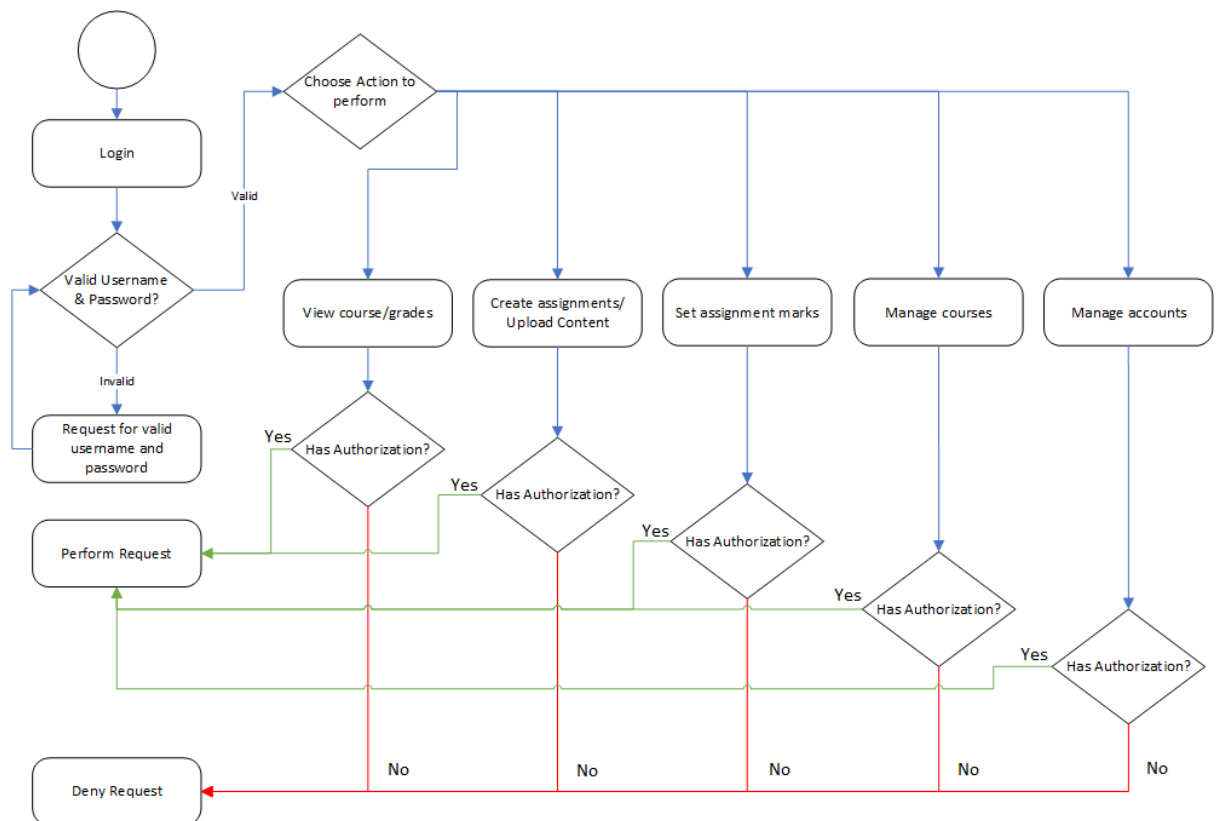 Choose Action to
perform
Login
Valid
Valid Username
& Password?
View course/grades
Create assignments/
Upload Content
Set assignment marks
Manage courses
Manage accounts
Invalid
Request for valid
username and
password
Yes
Has Authorization?
Yes
Has Authorization?
Yes
Has Authorization?
Perform Request
Yes
Has Authorization?
Yes
Has Authorization?
No
No
No
No
No
Deny Request